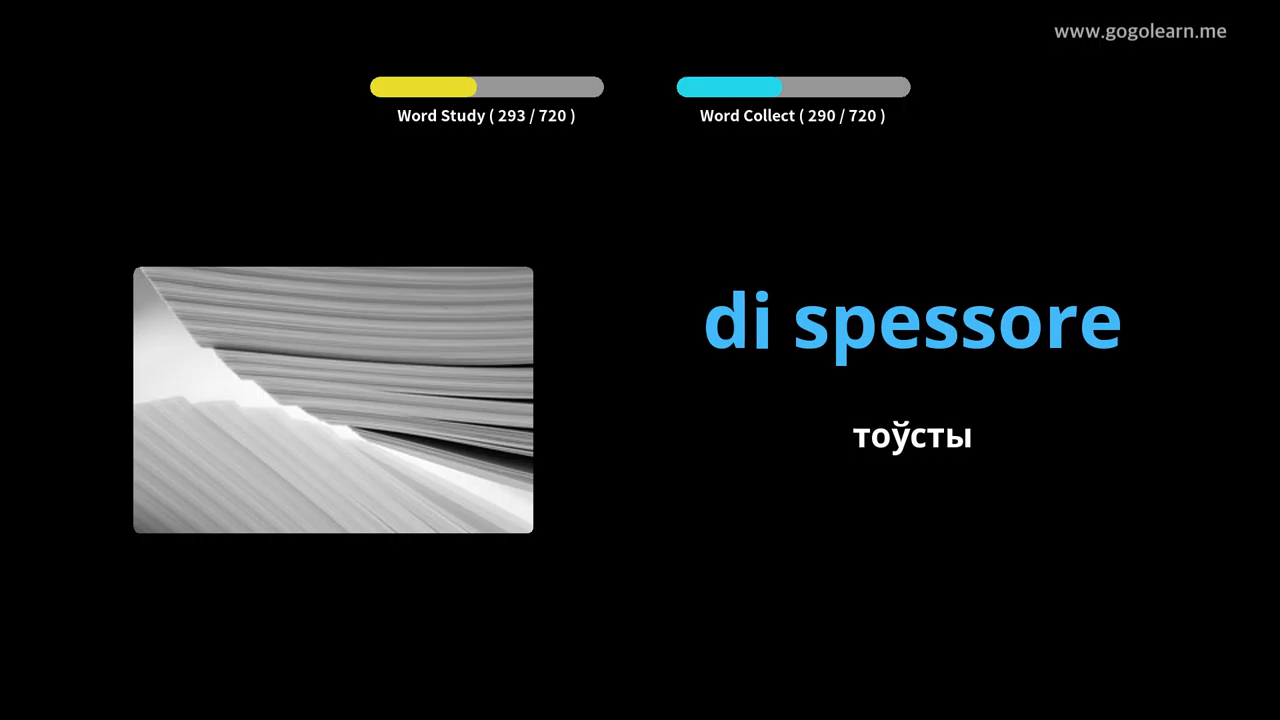 www.gogolearn.me
Word Study ( 293 / 720 )
Word Collect ( 290 / 720 )
di spessore
тоўсты